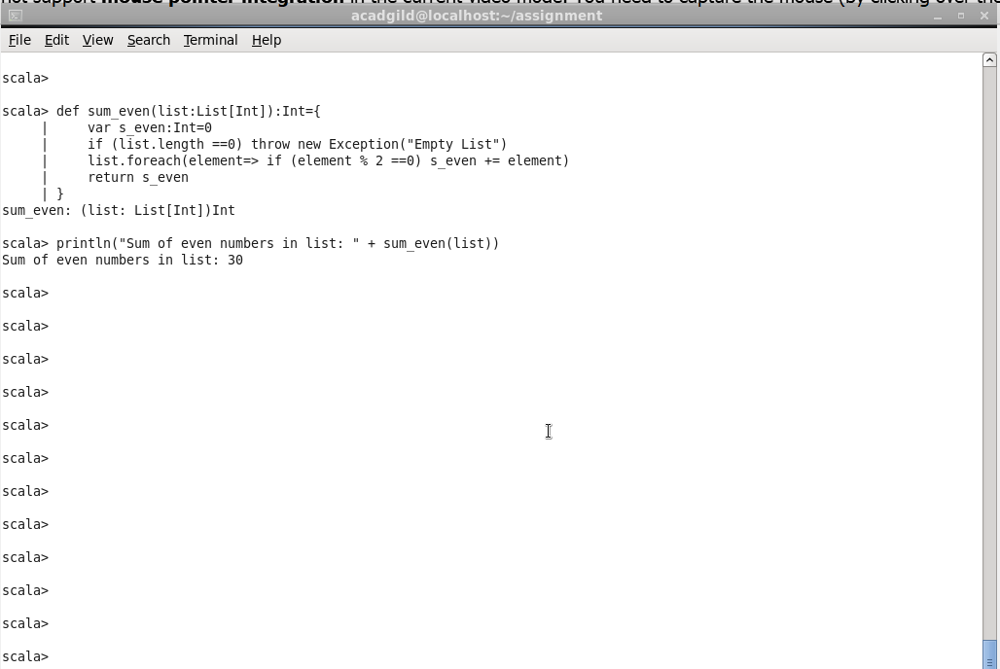 not support mouse pointer integration in the current video mode. You need to capture the mouse (by clicking over the
acadgild@localhost:~/assignment
File Edit View Search Terminal Help
scala>
scala> def sum_even(list:List[Int]):Int={
     |     var s_even:Int=0
     |     if (list.length ==0) throw new Exception("Empty List")
     |     list.foreach(element=> if (element % 2 ==0) s_even += element)
     |     return s_even
     | }
sum_even: (list: List[Int])Int
scala> println("Sum of even numbers in list: " + sum_even(list))
Sum of even numbers in list: 30
scala>
scala>
scala>
scala>
scala>
scala>
scala>
scala>
scala>
scala>
scala>
scala>